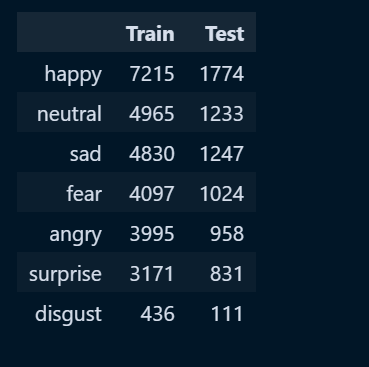 Train Test
happy 7215 1774
neutral 4965 1233
sad 4830 1247
fear 4097 1024
angry 3995 958
surprise 3171 831
disgust 436 111